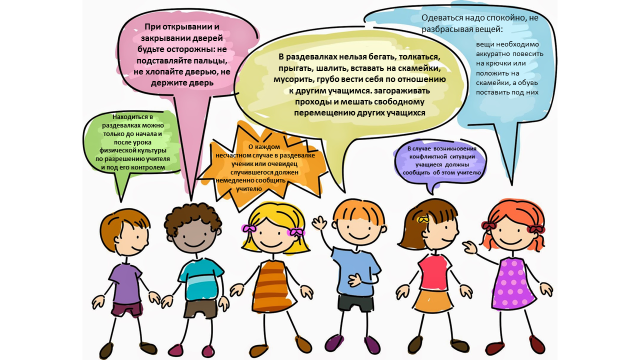 При открывании и
закрывании дверей
будьте осторожны: не
подставляйте пальцы,
не хлопайте дверью, не
держите дверь
В раздевалках нельзя бегать, толкаться,
прыгать, шалить, вставать на скамейки,
мусорить, грубо вести себя по отношению
к другим учащимся. загораживать
проходы и мешать свободному
перемещению других учащихся
Одеваться надо спокойно, не
разбрасывая вещей:
вещи необходимо
аккуратно повесить
на крючки или
положить на
скамейки, а обувь
поставить под них
Находиться в
раздевалках можно
только до начала и
после урока
физической культуры
по разрешению учителя
и под его контролем
О каждом
несчастном случае в раздевалке
ученик или очевидец
случившегося должен
немедленно сообщить
учителю
В случае возникновения
конфликтной ситуации
учащиеся должны
сообщить об этом учителю